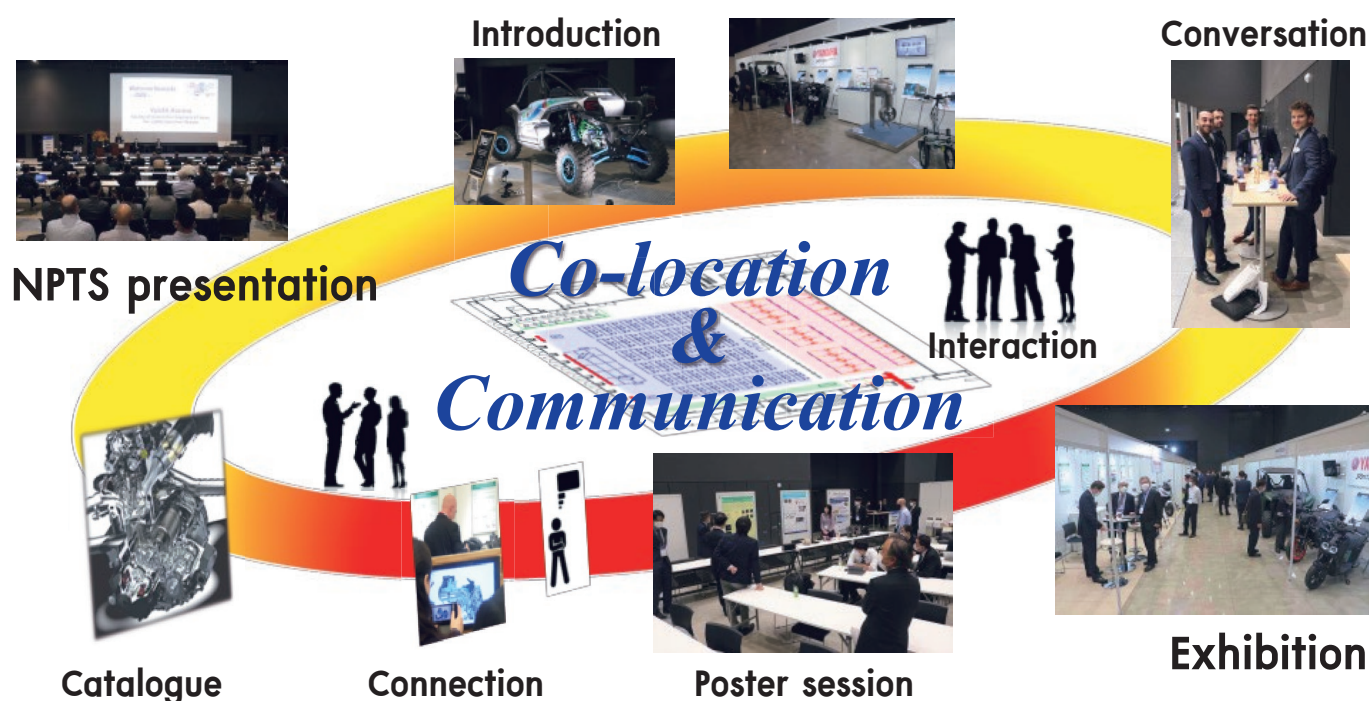 Introduction
Conversation
NPTS presentation
Co-location
&
Communication
Interaction
Catalogue
Connection
Poster session
Exhibition